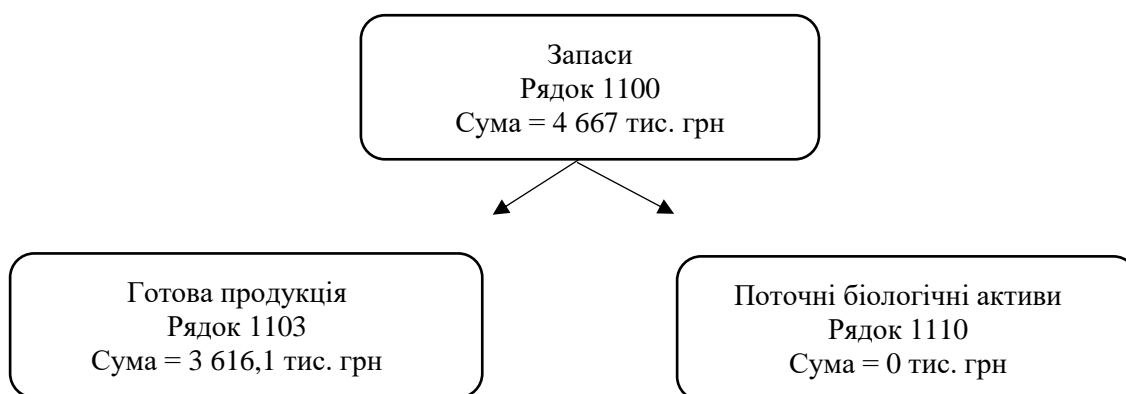 Запаси
Рядок 1100
Сума = 4 667 тис. грн
Готова продукція
Рядок 1103
Сума = 3 616,1 тис. грн
Поточні біологічні активи
Рядок 1110
Сума = 0 тис. грн